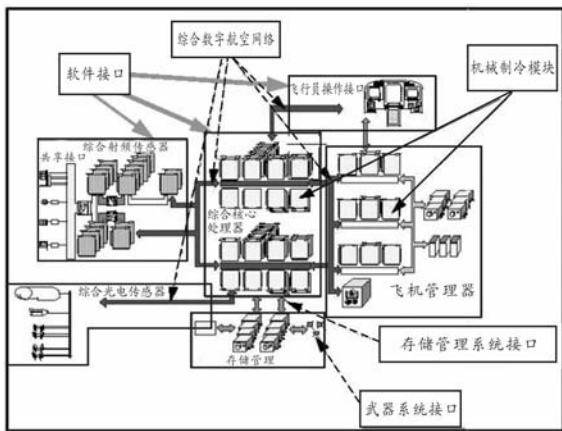 综合数字航空网络
机械制冷模块
软件接口
飞行员操作接口
综合射频传感器
共享接口
综合核心
处理器
综合光电传感器
飞机管理器
存储管理系统接口
存储管理
武器系统接口